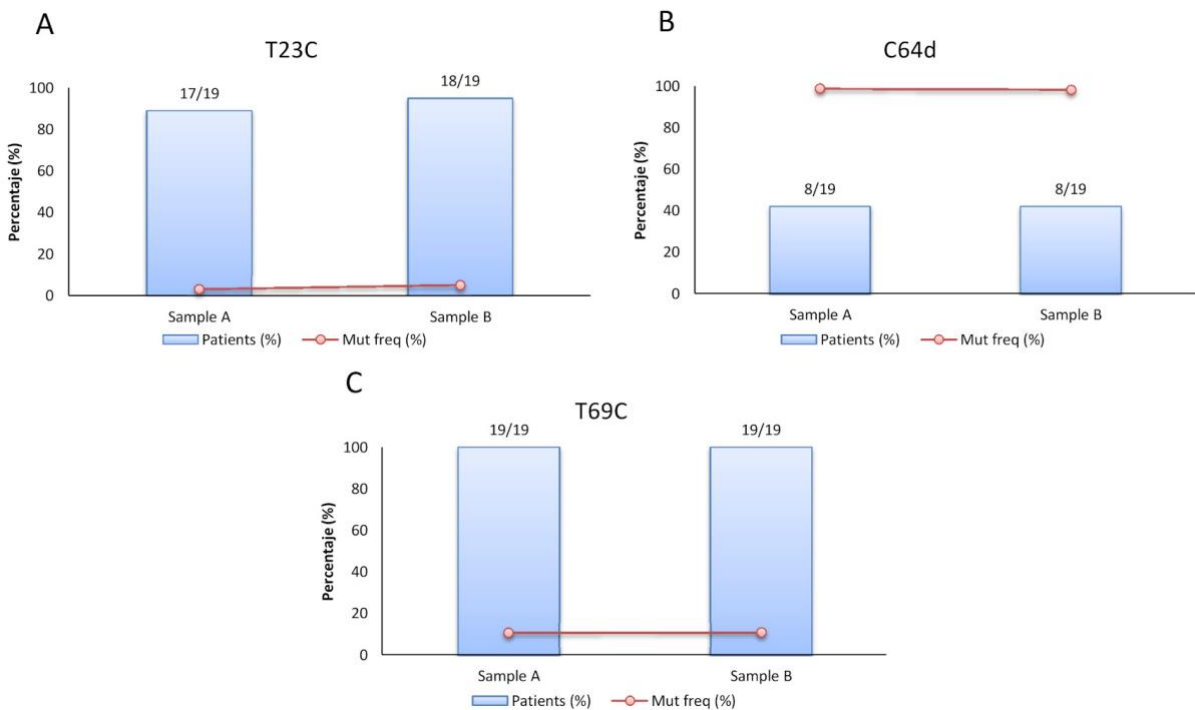 A
T23C
17/19
18/19
100
80
60
40
20
0
Percentaje (%)
Sample A
Sample B
Patients (%)
Mut freq (%)
B
C64d
8/19
8/19
100
80
60
40
20
0
Percentaje (%)
Sample A
Sample B
Patients (%)
Mut freq (%)
C
T69C
19/19
19/19
100
80
60
40
20
0
Percentaje (%)
Sample A
Sample B
Patients (%)
Mut freq (%)